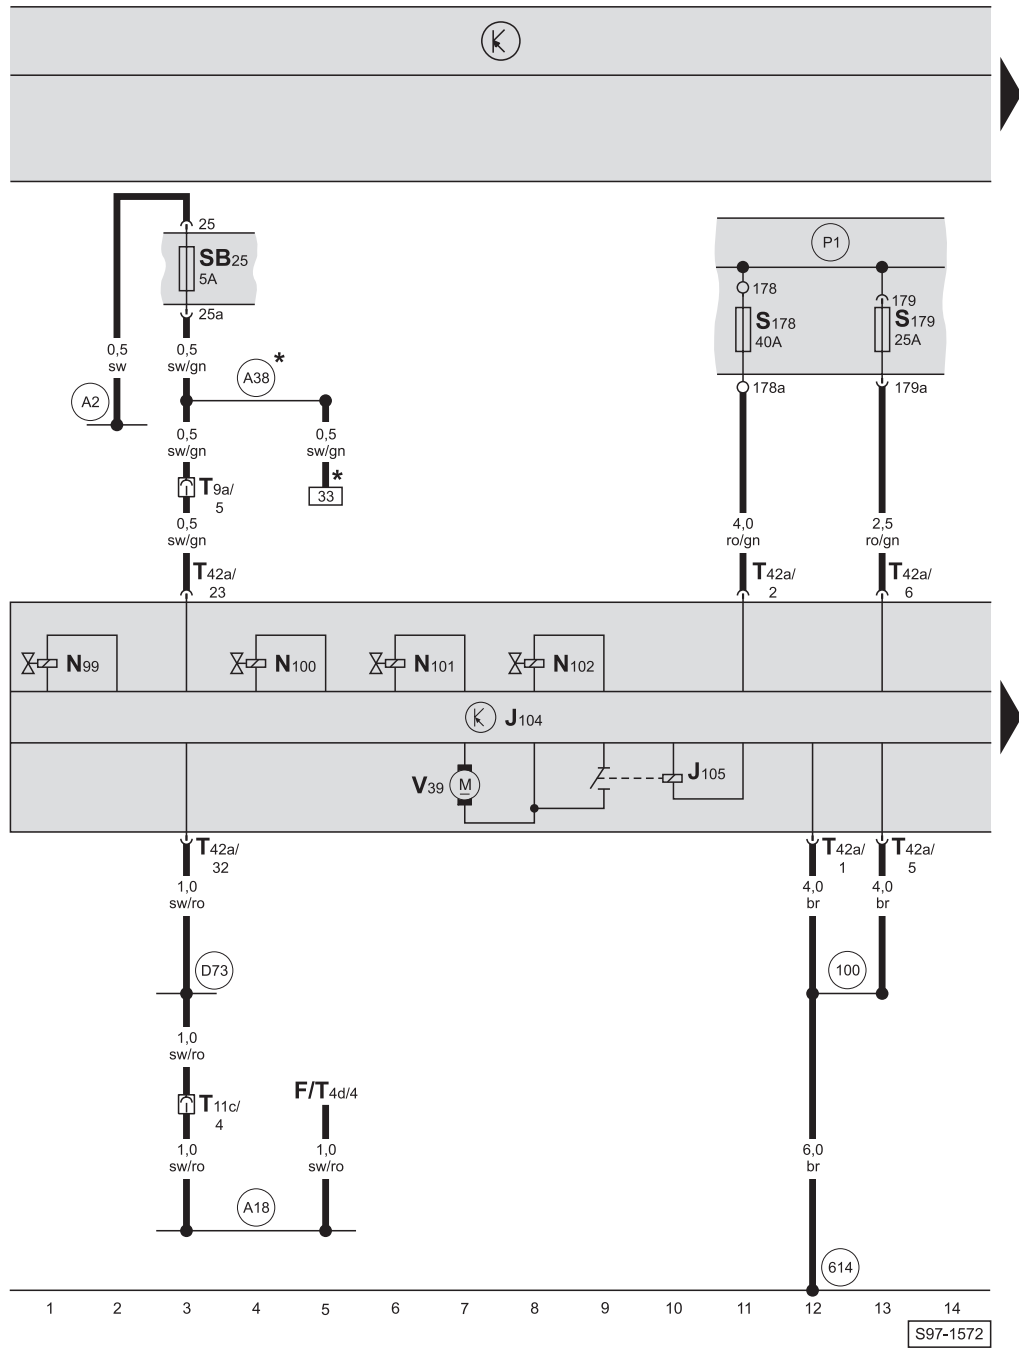 25
P1
SB25
5A
178
179
25a
S178
40A
S179
25A
0,5
sw
0,5
sw/gn
A38
*
178a
179a
A2
0,5
sw/gn
0,5
sw/gn
*
T9a/
5
33
0,5
sw/gn
4,0
ro/gn
2,5
ro/gn
T42a/
23
T42a/
2
T42a/
6
N99
N100
N101
N102
J104
V39
M
J105
T42a/
32
T42a/
1
T42a/
5
1,0
sw/ro
4,0
br
4,0
br
D73
100
1,0
sw/ro
T11c/
4
F/T4d/4
1,0
sw/ro
1,0
sw/ro
6,0
br
A18
614
1 2 3 4 5 6 7 8 9 10 11 12 13 14
S97-1572